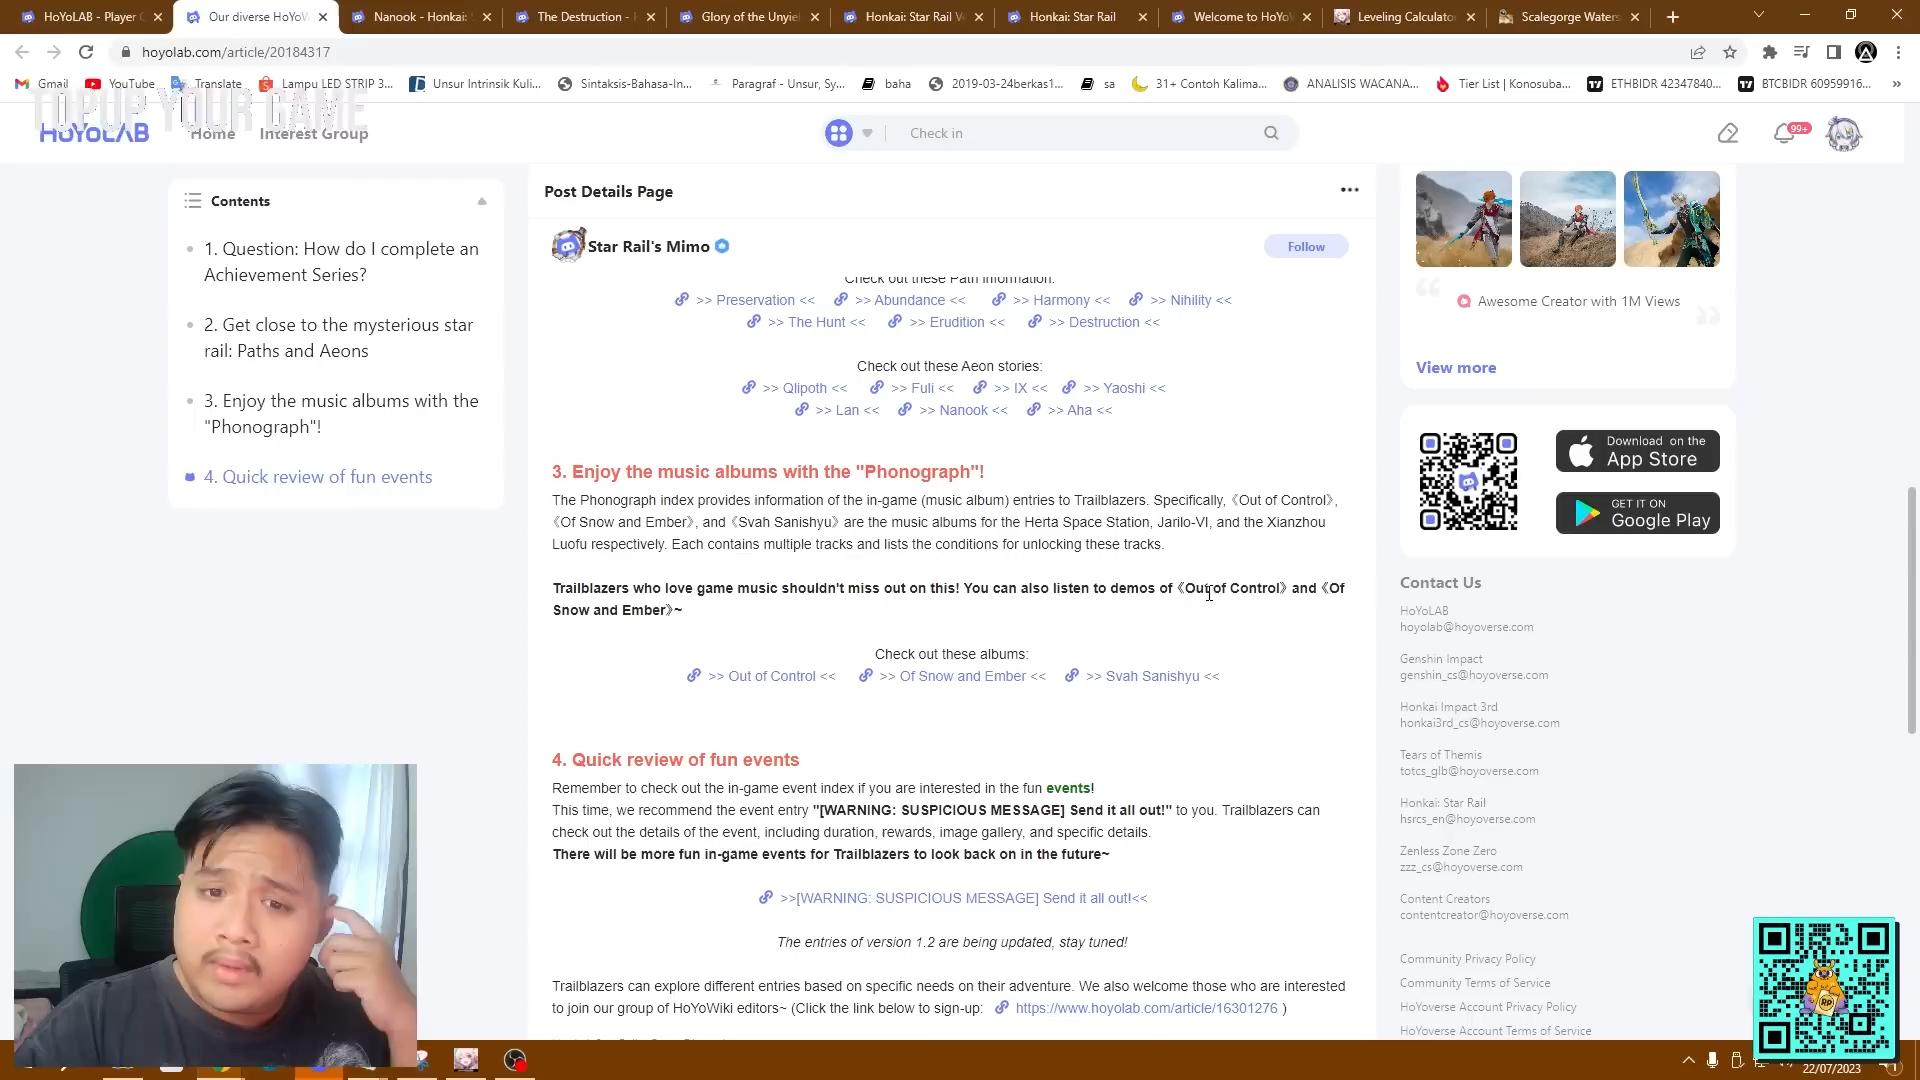 HoYoLAB - Player C
Our diverse HoYoW
Nanook - Honkai:
The Destruction -
Glory of the Unyie
Honkai: Star Rail V
Honkai: Star Rail
Welcome to HoYoV
Leveling Calculato
Scalegorge Waters
hoyolab.com/article/20184317
Gmail
YouTube
Translate
Lampu LED STRIP 3...
Unsur Intrinsik Kuli...
Sintaksis-Bahasa-In...
Paragraf - Unsur, Sy...
baha
2019-03-24berkas1...
sa
31+ Contoh Kalima...
ANALISIS WACANA...
Tier List | Konosuba...
ETHBIDR 42347840...
BTCBIDR 60959916...
TOPUP YOUR GAME
HoYoLAB
Home
Interest Group
Check in
99+
Contents
1. Question: How do I complete an
Achievement Series?
2. Get close to the mysterious star
rail: Paths and Aeons
3. Enjoy the music albums with the
"Phonograph"!
4. Quick review of fun events
Post Details Page
Star Rail's Mimo
Follow
Check out these Path information:
>> Preservation << >> Abundance << >> Harmony << >> Nihility <<
>> The Hunt << >> Erudition << >> Destruction <<
Check out these Aeon stories:
>> Qlipoth << >> Fuli << >> IX << >> Yaoshi <<
>> Lan << >> Nanook << >> Aha <<
3. Enjoy the music albums with the "Phonograph"!
The Phonograph index provides information of the in-game (music album) entries to Trailblazers. Specifically,《Out of Control》,
《Of Snow and Ember》, and《Svah Sanishyu》are the music albums for the Herta Space Station, Jarilo-VI, and the Xianzhou
Luofu respectively. Each contains multiple tracks and lists the conditions for unlocking these tracks.
Trailblazers who love game music shouldn't miss out on this! You can also listen to demos of《Out of Control》and《Of
Snow and Ember》~
Check out these albums:
>> Out of Control << >> Of Snow and Ember << >> Svah Sanishyu <<
4. Quick review of fun events
Remember to check out the in-game event index if you are interested in the fun events!
This time, we recommend the event entry "[WARNING: SUSPICIOUS MESSAGE] Send it all out!" to you. Trailblazers can
check out the details of the event, including duration, rewards, image gallery, and specific details.
There will be more fun in-game events for Trailblazers to look back on in the future~
>>[WARNING: SUSPICIOUS MESSAGE] Send it all out!<<
The entries of version 1.2 are being updated, stay tuned!
Trailblazers can explore different entries based on specific needs on their adventure. We also welcome those who are interested
to join our group of HoYoWiki editors~ (Click the link below to sign-up: https://www.hoyolab.com/article/16301276 )
Awesome Creator with 1M Views
View more
Download on the
App Store
GET IT ON
Google Play
Contact Us
HoYoLAB
hoyolab@hoyoverse.com
Genshin Impact
genshin_cs@hoyoverse.com
Honkai Impact 3rd
honkai3rd_cs@hoyoverse.com
Tears of Themis
totcs_glb@hoyoverse.com
Honkai: Star Rail
hsrcs_en@hoyoverse.com
Zenless Zone Zero
zzz_cs@hoyoverse.com
Content Creators
contentcreator@hoyoverse.com
Community Privacy Policy
Community Terms of Service
HoYoverse Account Privacy Policy
HoYoverse Account Terms of Service
RP
22/07/2023
1